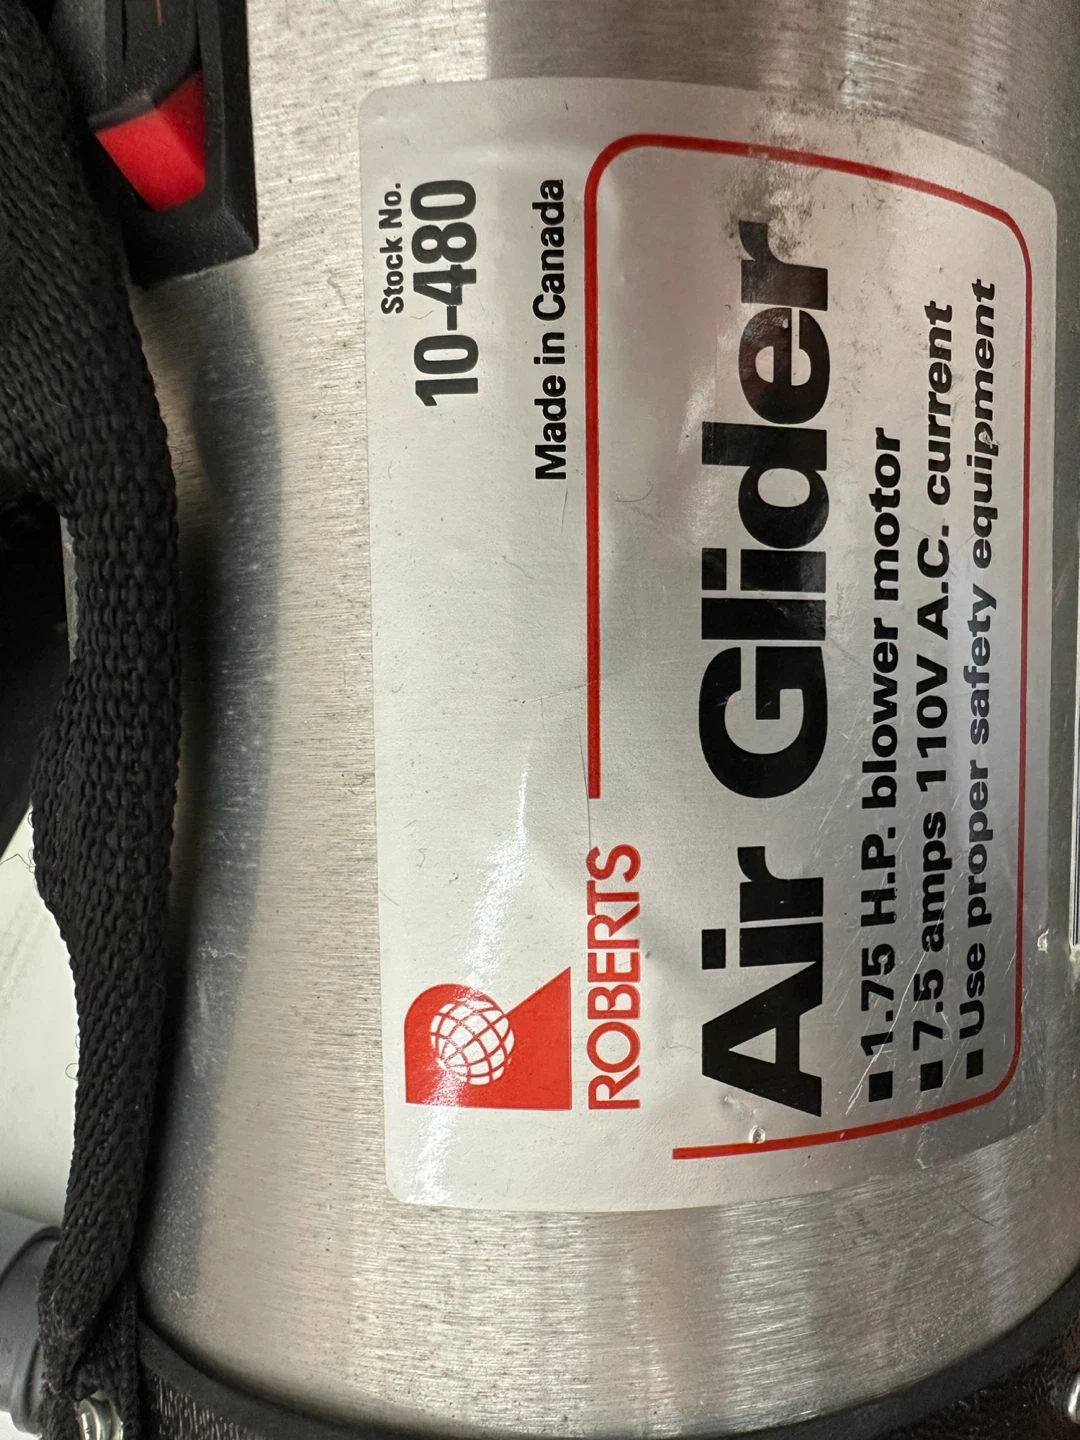 Stock No.
10-480
Made in Canada
ROBERTS
Air Glider
■ 1.75 H.P. blower motor
■ 7.5 amps 110V A.C. current
■ Use proper safety equipment